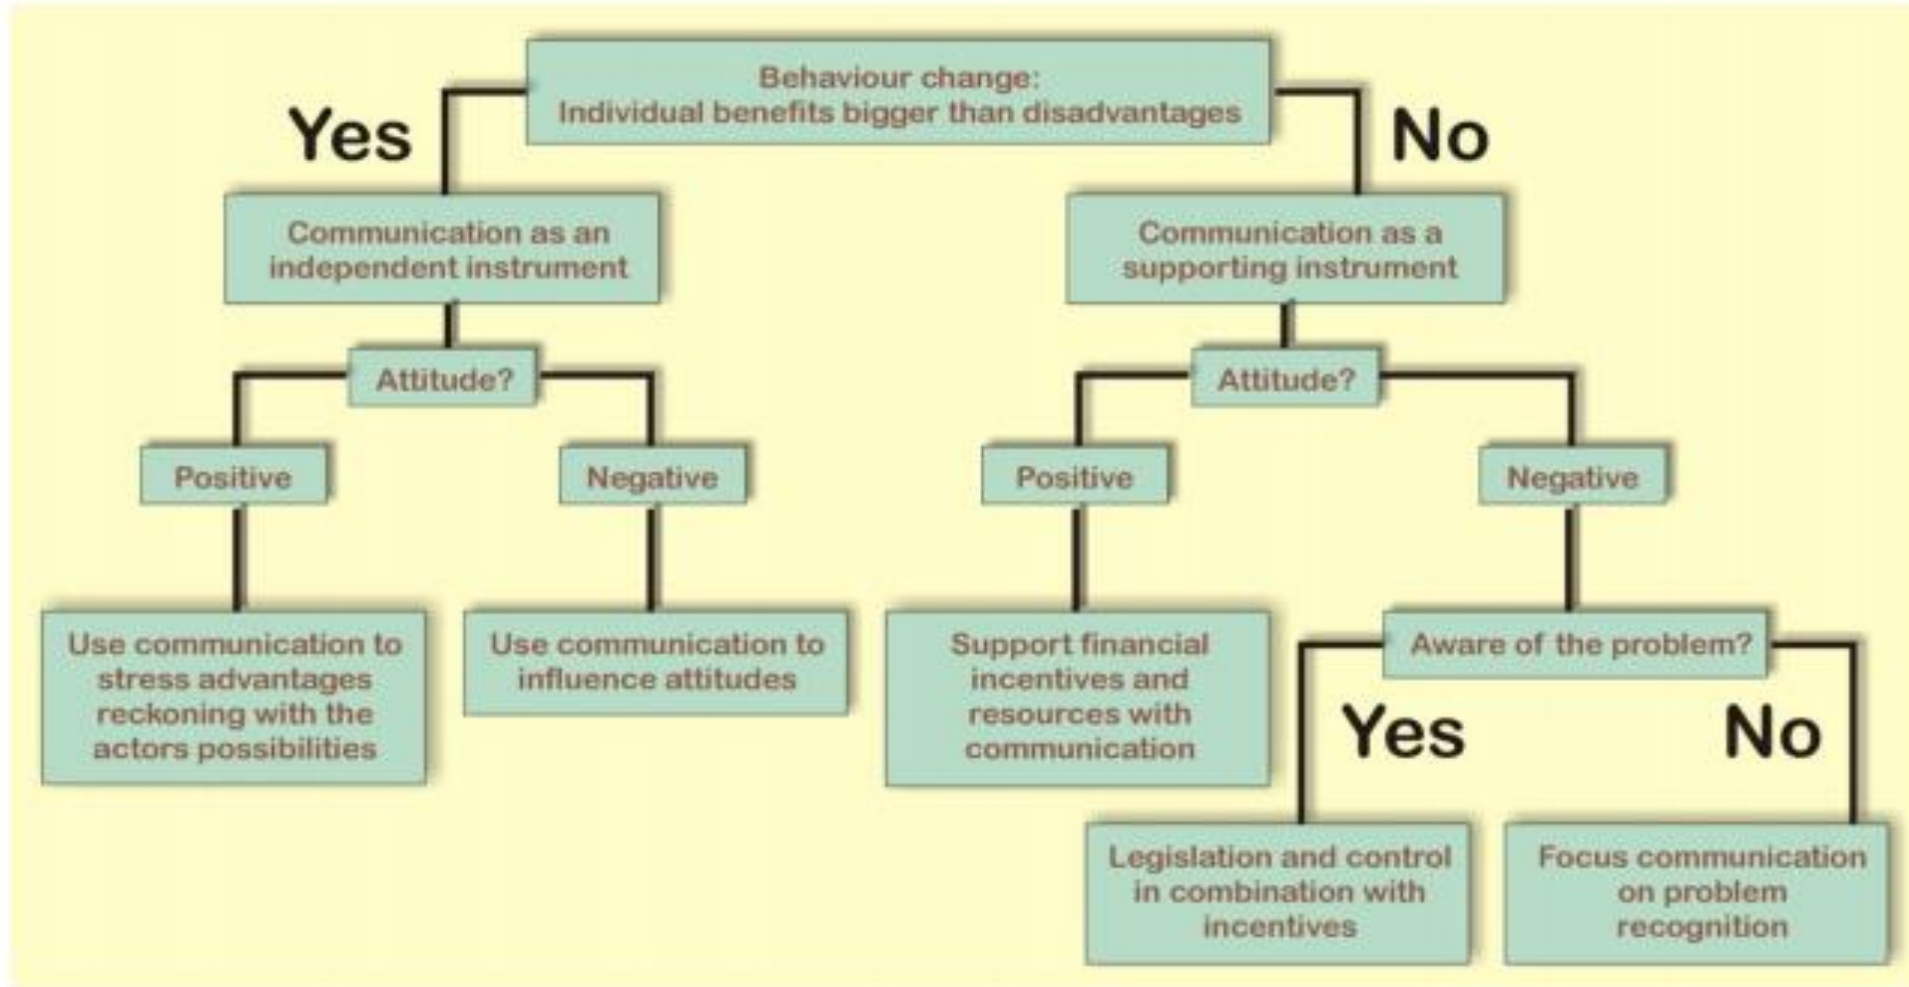 Behaviour change:
Individual benefits bigger than disadvantages
Yes
No
Communication as an
independent instrument
Communication as a
supporting instrument
Attitude?
Attitude?
Positive
Negative
Positive
Negative
Use communication to
stress advantages
reckoning with the
actors possibilities
Use communication to
influence attitudes
Support financial
incentives and
resources with
communication
Aware of the problem?
Yes
No
Legislation and control
in combination with
incentives
Focus communication
on problem
recognition